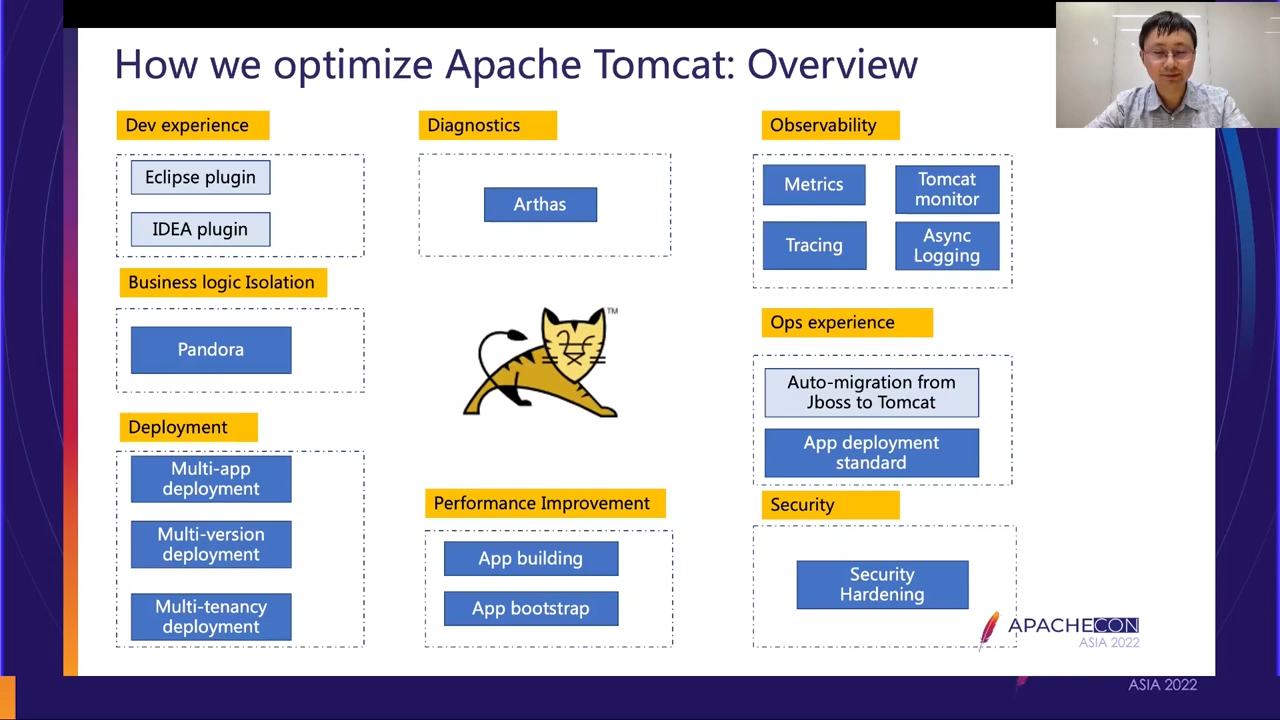 How we optimize Apache Tomcat: Overview
Dev experience
Eclipse plugin
IDEA plugin
Business logic Isolation
Pandora
Deployment
Multi-app
deployment
Multi-version
deployment
Multi-tenancy
deployment
Diagnostics
Arthas
TM
Performance Improvement
App building
App bootstrap
Observability
Metrics
Tomcat
monitor
Tracing
Async
Logging
Ops experience
Auto-migration from
Jboss to Tomcat
App deployment
standard
Security
Security
Hardening
APACHECON
ASIA 2022
ASIA 2022